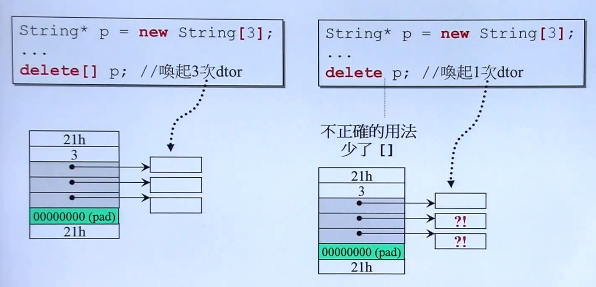 String* p = new String[3];
...
delete[] p; //喚起3次dtor
21h
3
00000000 (pad)
21h
String* p = new String[3];
...
delete p; //喚起1次dtor
不正確的用法
少了 []
21h
3
?!
?!
00000000 (pad)
21h